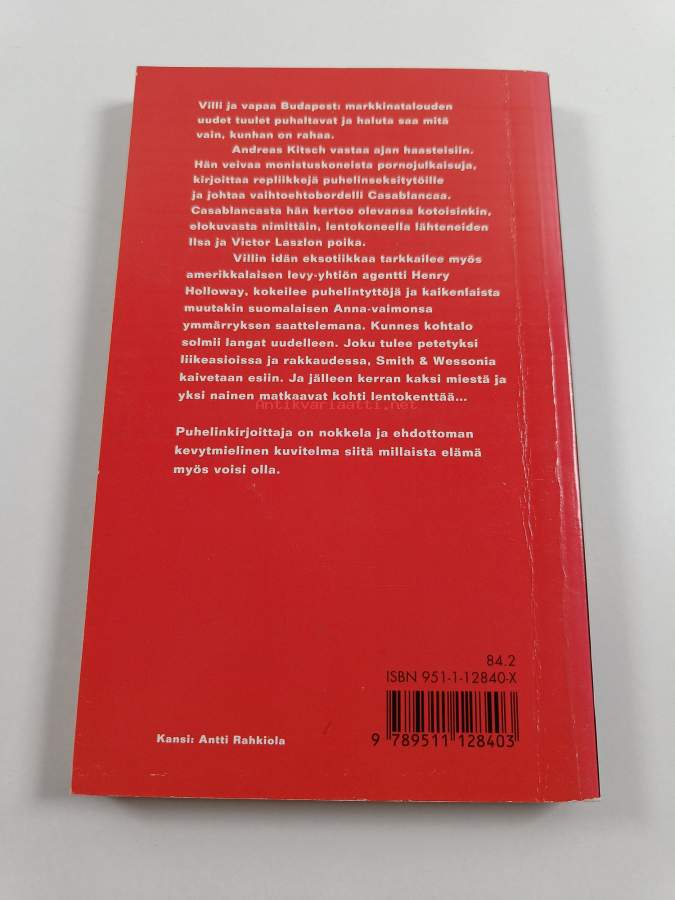 Villi ja vapaa Budapest: markkinatalouden
uudet tuulet puhaltavat ja haluta saa mitä
vain, kunhan on rahaa.
Andreas Kitsch vastaa ajan haasteisiin.
Hän veivaa monistuskoneista pornojulkaisuja,
kirjoittaa repliikkejä puhelinseksitytöille
ja johtaa vaihtoehtobordelli Casablancaa.
Casablancasta hän kertoo olevansa kotoisinkin,
elokuvasta nimittäin, lentokoneella lähteneiden
Ilsa ja Victor Laszlon poika.
Villin idän eksotiikkaa tarkkailee myös
amerikkalaisen levy-yhtiön agentti Henry
Holloway, kokeilee puhelintyttöjä ja kaikenlaista
muutakin suomalaisen Anna-vaimonsa
ymmärryksen saattelemana. Kunnes kohtalo
solmii langat uudelleen. Joku tulee petetyksi
liikeasioissa ja rakkaudessa, Smith & Wessonia
kaivetaan esiin. Ja jälleen kerran kaksi miestä ja
yksi nainen matkaavat kohti lentokenttää...
Antikvariaatti.net
Puhelinkirjoittaja on nokkela ja ehdottoman
kevytmielinen kuvitelma siitä millaista elämä
myös voisi olla.
84.2
ISBN 951-1-12840-X
9 789511 128403
Kansi: Antti Rahkiola